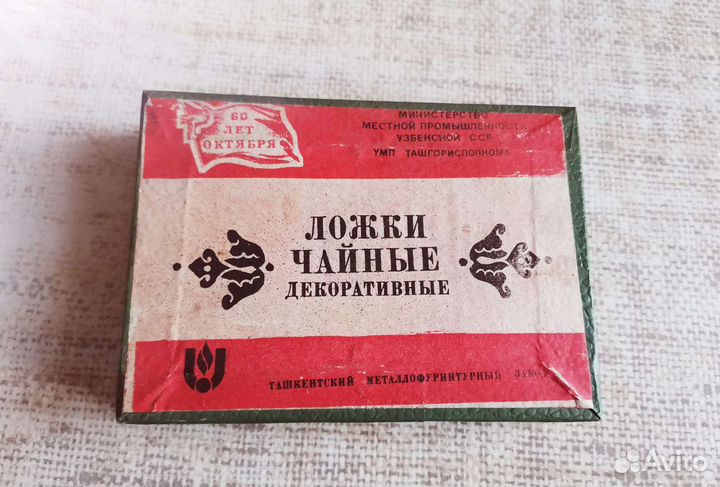 60
ЛЕТ
ОКТЯБРЯ
МИНИСТЕРСТВО
МЕСТНОЙ ПРОМЫШЛЕННОСТИ
УЗБЕКСКОЙ ССР
УМП ТАШГОРИСПОЛКОМА
ЛОЖКИ
ЧАЙНЫЕ
ДЕКОРАТИВНЫЕ
ТАШКЕНТСКИЙ МЕТАЛЛОФУРНИТУРНЫЙ ЗАВОД
Avito